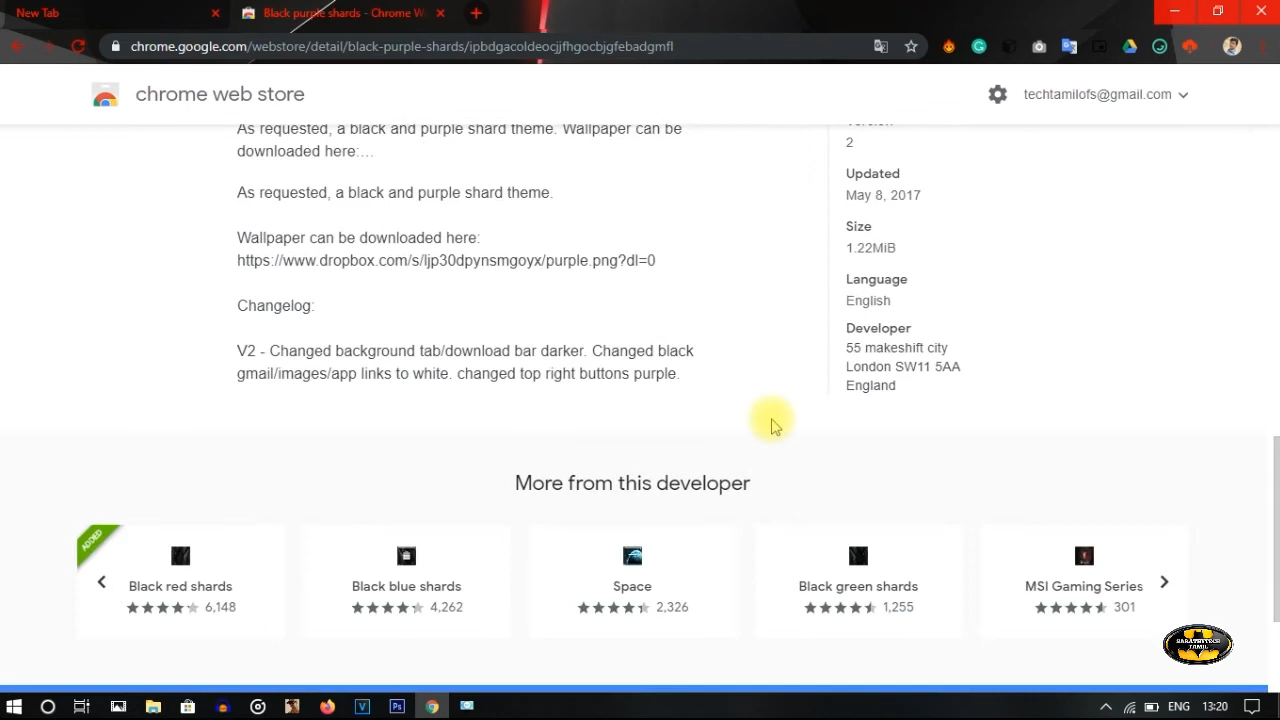 New Tab
Black purple shards - Chrome W
chrome.google.com/webstore/detail/black-purple-shards/ipbdgacoldeocjjfhgocbjgfebadgmfl
chrome web store
techtamilofs@gmail.com
As requested, a black and purple shard theme. Wallpaper can be
downloaded here:…
As requested, a black and purple shard theme.
Wallpaper can be downloaded here:
https://www.dropbox.com/s/ljp30dpynsmgoyx/purple.png?dl=0
Changelog:
V2 - Changed background tab/download bar darker. Changed black
gmail/images/app links to white. changed top right buttons purple.
Version
2
Updated
May 8, 2017
Size
1.22MiB
Language
English
Developer
55 makeshift city
London SW11 5AA
England
More from this developer
ADDED
Black red shards
6,148
Black blue shards
4,262
Space
2,326
Black green shards
1,255
MSI Gaming Series
301
SARATHYTECH
TAMIL
ENG
13:20